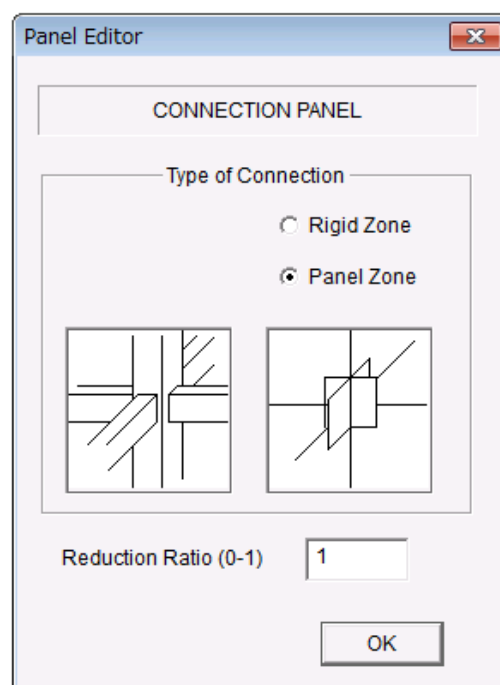 Panel Editor
CONNECTION PANEL
Type of Connection
Rigid Zone
Panel Zone
Reduction Ratio (0-1)    1
OK